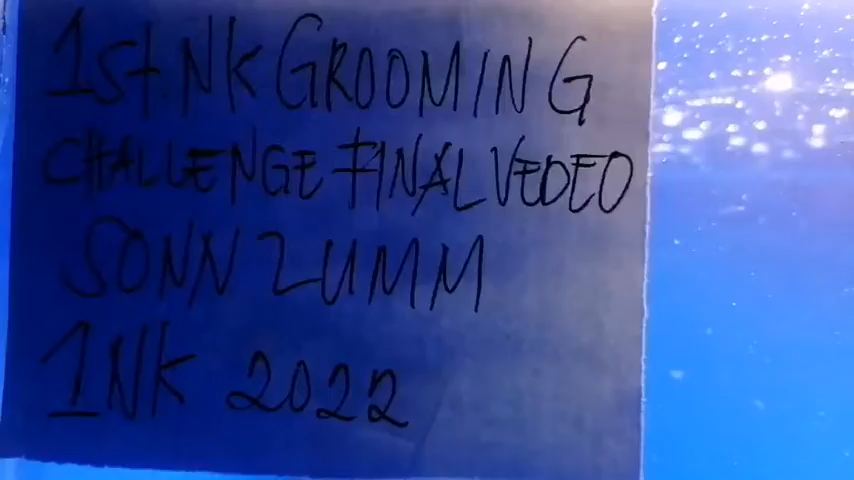 1st NK GROOMING
CHALLENGE FINAL VEDEO
SONN ZUMM
1NK 2022